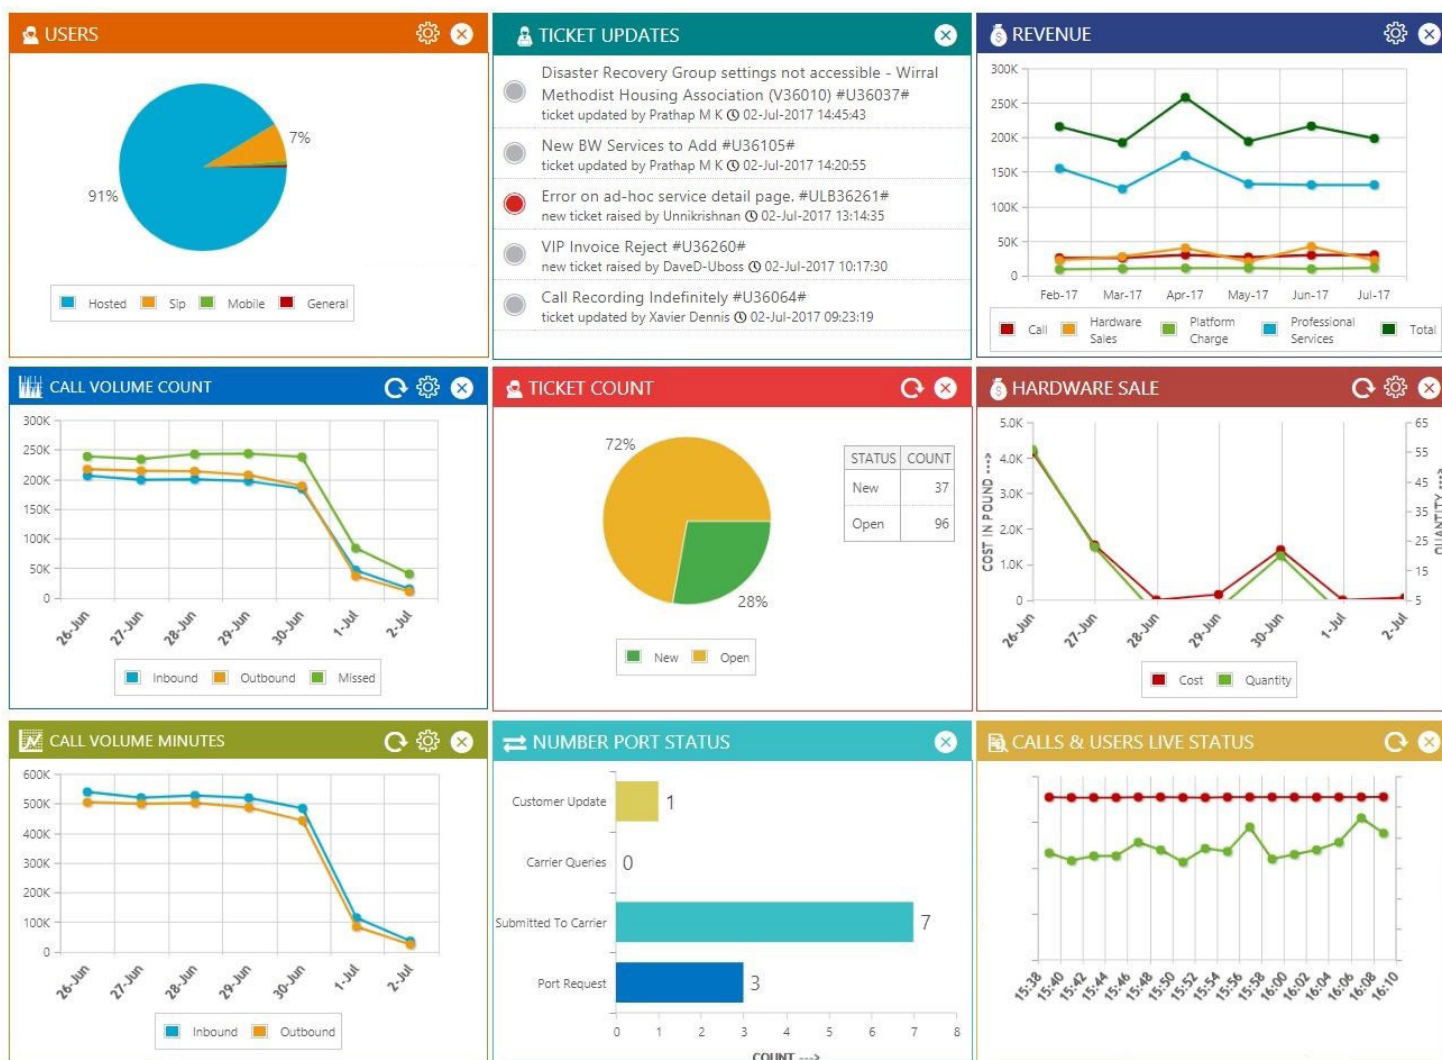 USERS
7%
91%
Hosted Sip Mobile General
TICKET UPDATES
Disaster Recovery Group settings not accessible - Wirral
Methodist Housing Association (V36010) #U36037#
ticket updated by Prathap M K 02-Jul-2017 14:45:43
New BW Services to Add #U36105#
ticket updated by Prathap M K 02-Jul-2017 14:20:55
Error on ad-hoc service detail page. #ULB36261#
new ticket raised by Unnikrishnan 02-Jul-2017 13:14:35
VIP Invoice Reject #U36260#
new ticket raised by DaveD-Uboss 02-Jul-2017 10:17:30
Call Recording Indefinitely #U36064#
ticket updated by Xavier Dennis 02-Jul-2017 09:23:19
REVENUE
300K
250K
200K
150K
100K
50K
0
Feb-17 Mar-17 Apr-17 May-17 Jun-17 Jul-17
Call Hardware Sales Platform Charge Professional Services Total
CALL VOLUME COUNT
300K
250K
200K
150K
100K
50K
0
26-Jun 27-Jun 28-Jun 29-Jun 30-Jun 1-Jul 2-Jul
Inbound Outbound Missed
TICKET COUNT
72%
28%
STATUS COUNT
New 37
Open 96
New Open
HARDWARE SALE
COST IN POUND ---->
5.0K
4.0K
3.0K
2.0K
1.0K
0
65
55
45
35
25
15
5
QUANTITY ---->
26-Jun 27-Jun 28-Jun 29-Jun 30-Jun 1-Jul 2-Jul
Cost Quantity
CALL VOLUME MINUTES
600K
500K
400K
300K
200K
100K
0
26-Jun 27-Jun 28-Jun 29-Jun 30-Jun 1-Jul 2-Jul
Inbound Outbound
NUMBER PORT STATUS
Customer Update 1
Carrier Queries 0
Submitted To Carrier 7
Port Request 3
0 1 2 3 4 5 6 7 8
COUNT ---->
CALLS & USERS LIVE STATUS
15:38 15:40 15:42 15:44 15:46 15:48 15:50 15:52 15:54 15:56 15:58 16:00 16:02 16:04 16:06 16:08 16:10